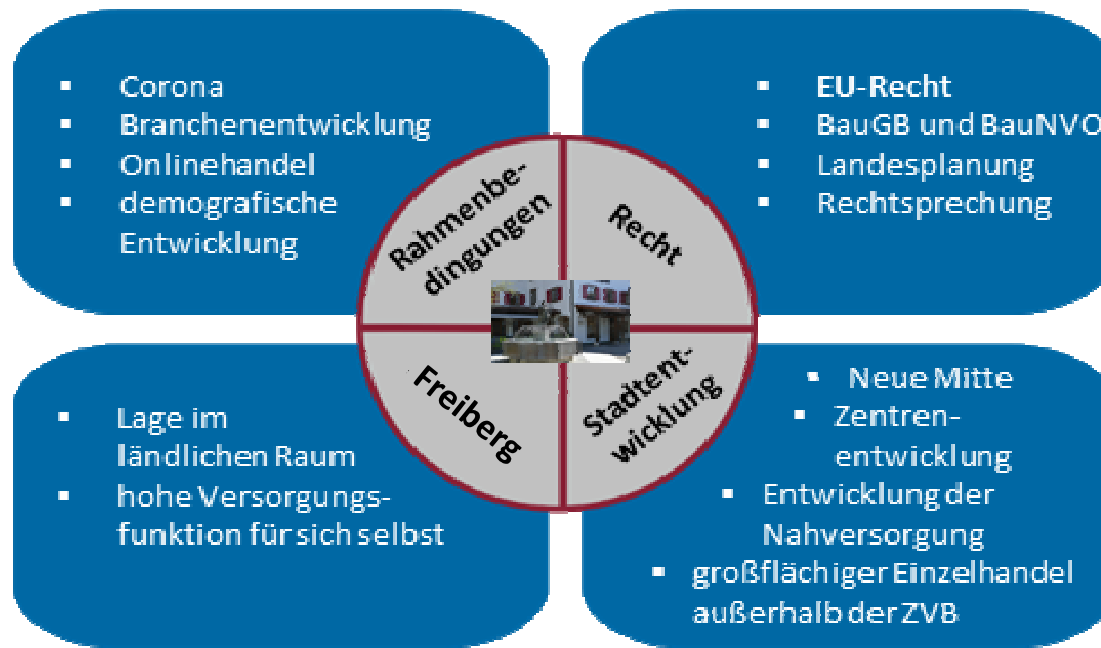 ▪ Corona
▪ Branchenentwicklung
▪ Onlinehandel
▪ demografische
Entwicklung
▪ EU-Recht
▪ BauGB und BauNVO
▪ Landesplanung
▪ Rechtsprechung
Rahmenbe-
dingungen
Recht
Freiberg
Stadtent-
wicklung
▪ Lage im
ländlichen Raum
▪ hohe Versorgungs-
funktion für sich selbst
▪ Neue Mitte
▪ Zentren-
entwicklung
▪ Entwicklung der
Nahversorgung
▪ großflächiger Einzelhandel
außerhalb der ZVB